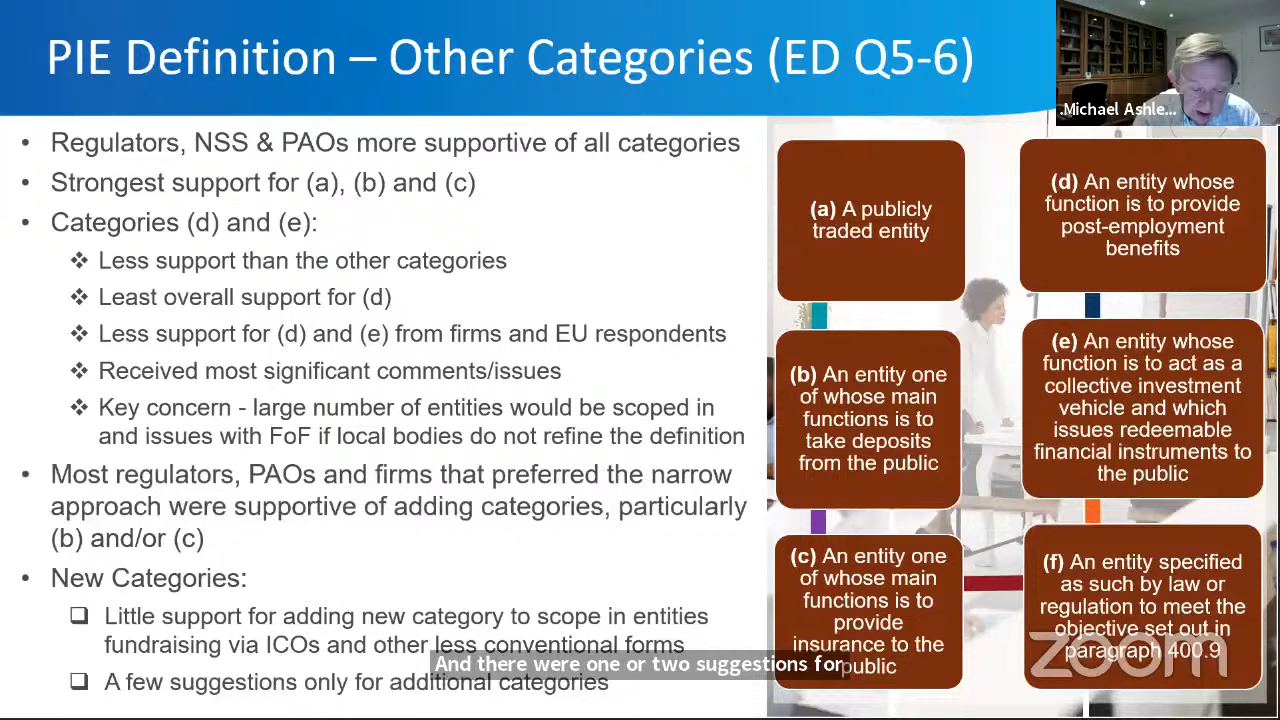 PIE Definition – Other Categories (ED Q5-6)
.Michael Ashle...
• Regulators, NSS & PAOs more supportive of all categories
• Strongest support for (a), (b) and (c)
• Categories (d) and (e):
❖ Less support than the other categories
❖ Least overall support for (d)
❖ Less support for (d) and (e) from firms and EU respondents
❖ Received most significant comments/issues
❖ Key concern - large number of entities would be scoped in
and issues with FoF if local bodies do not refine the definition
• Most regulators, PAOs and firms that preferred the narrow
approach were supportive of adding categories, particularly
(b) and/or (c)
• New Categories:
❑ Little support for adding new category to scope in entities
fundraising via ICOs and other less conventional forms
❑ A few suggestions only for additional categories
(a) A publicly
traded entity
(b) An entity one
of whose main
functions is to
take deposits
from the public
(c) An entity one
of whose main
functions is to
provide
insurance to the
public
(d) An entity whose
function is to provide
post-employment
benefits
(e) An entity whose
function is to act as a
collective investment
vehicle and which
issues redeemable
financial instruments to
the public
(f) An entity specified
as such by law or
regulation to meet the
objective set out in
paragraph 400.9
zoom
And there were one or two suggestions for